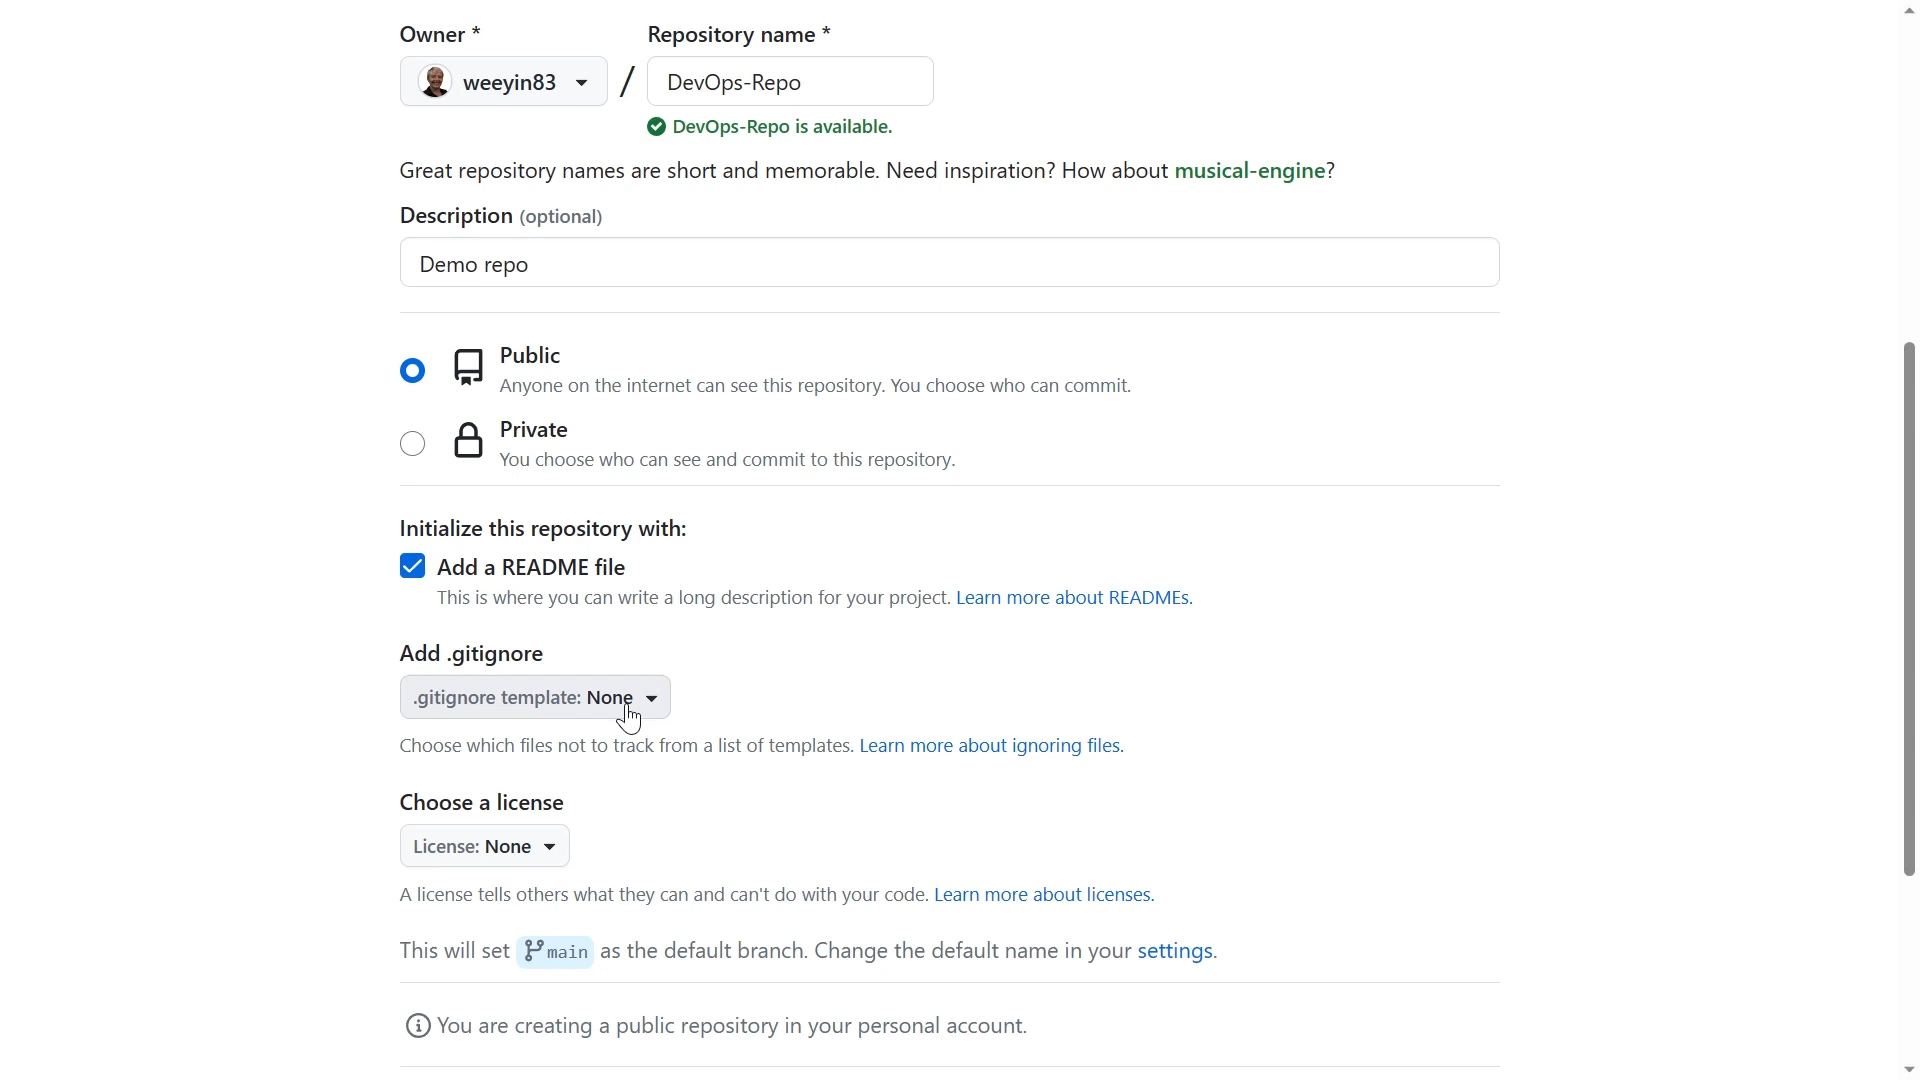 Owner * Repository name *
weeyin83 / DevOps-Repo
DevOps-Repo is available.
Great repository names are short and memorable. Need inspiration? How about musical-engine?
Description (optional)
Demo repo
Public
Anyone on the internet can see this repository. You choose who can commit.
Private
You choose who can see and commit to this repository.
Initialize this repository with:
Add a README file
This is where you can write a long description for your project. Learn more about READMEs.
Add .gitignore
.gitignore template: None
Choose which files not to track from a list of templates. Learn more about ignoring files.
Choose a license
License: None
A license tells others what they can and can't do with your code. Learn more about licenses.
This will set main as the default branch. Change the default name in your settings.
You are creating a public repository in your personal account.